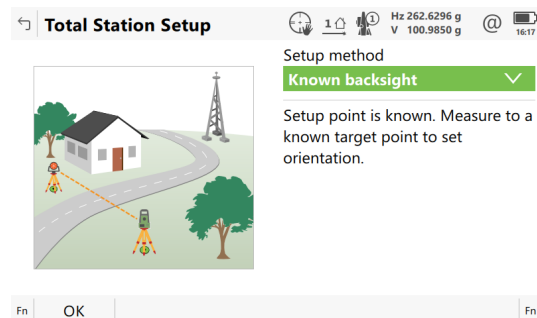 Total Station Setup
1
1
Hz 262.6296 g
V 100.9850 g
@
16:17
Setup method
Known backsight
Setup point is known. Measure to a
known target point to set
orientation.
Fn OK Fn